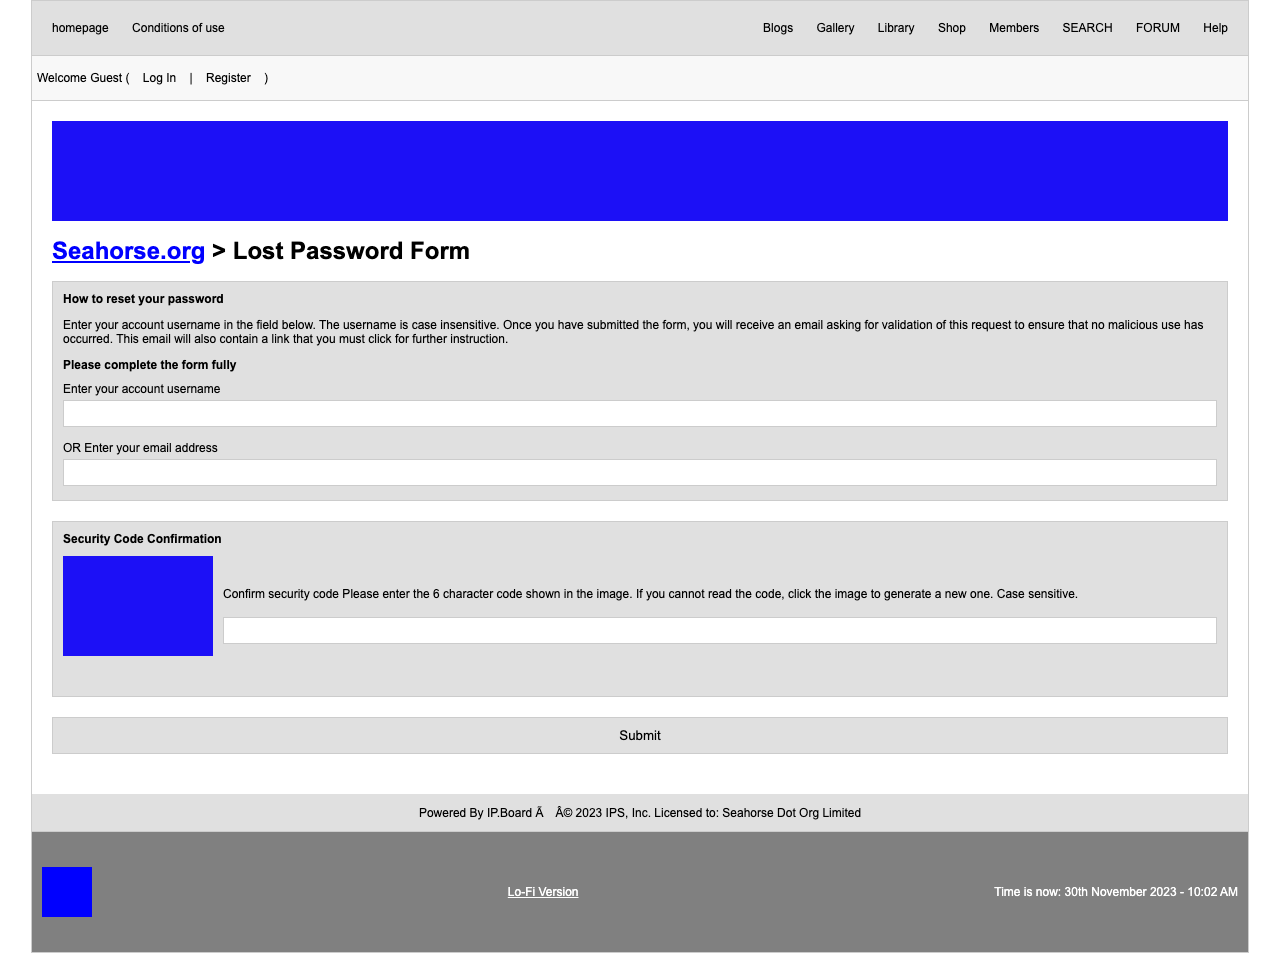 homepage Conditions of use Blogs Gallery Library Shop Members SEARCH FORUM Help
Welcome Guest ( Log In | Register )
Seahorse.org > Lost Password Form
How to reset your password
Enter your account username in the field below. The username is case insensitive. Once you have submitted the form, you will receive an email asking for validation of this request to ensure that no malicious use has
occurred. This email will also contain a link that you must click for further instruction.
Please complete the form fully
Enter your account username
OR Enter your email address
Security Code Confirmation
Confirm security code Please enter the 6 character code shown in the image. If you cannot read the code, click the image to generate a new one. Case sensitive.
Submit
Powered By IP.Board Ã Â© 2023 IPS, Inc. Licensed to: Seahorse Dot Org Limited
Lo-Fi Version Time is now: 30th November 2023 - 10:02 AM